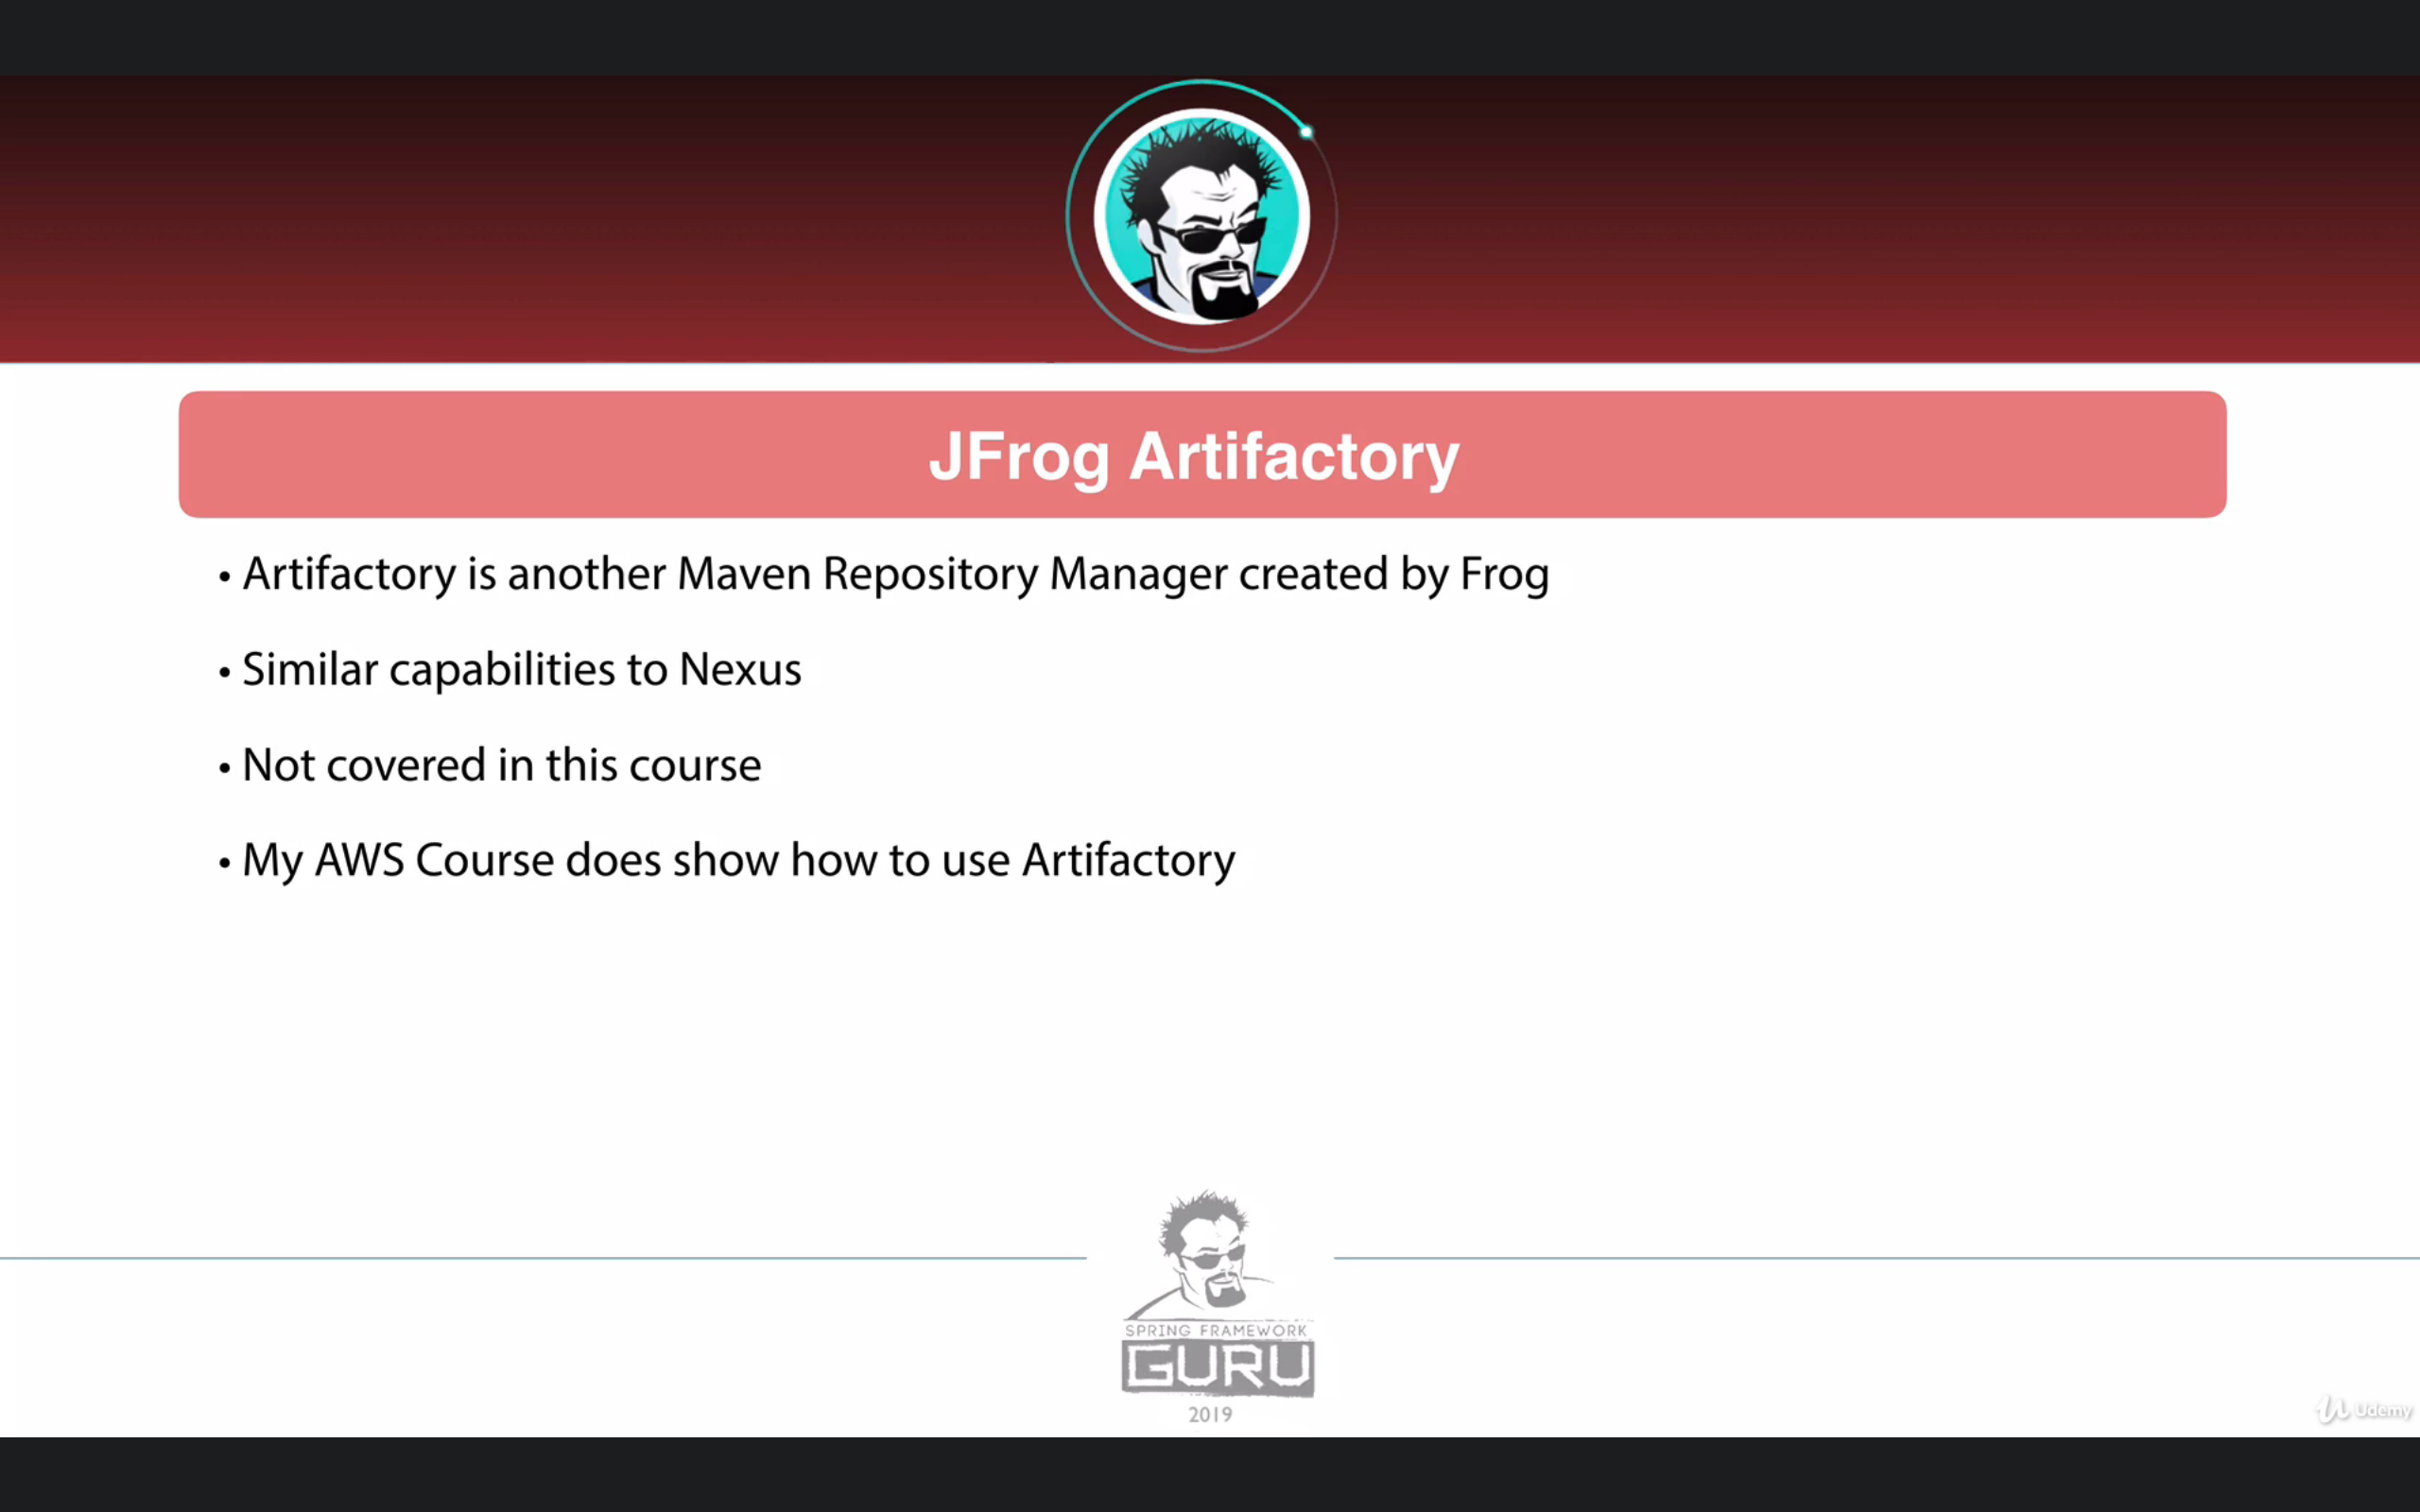 JFrog Artifactory
• Artifactory is another Maven Repository Manager created by Frog
• Similar capabilities to Nexus
• Not covered in this course
• My AWS Course does show how to use Artifactory
SPRING FRAMEWORK
GURU
2019
Udemy